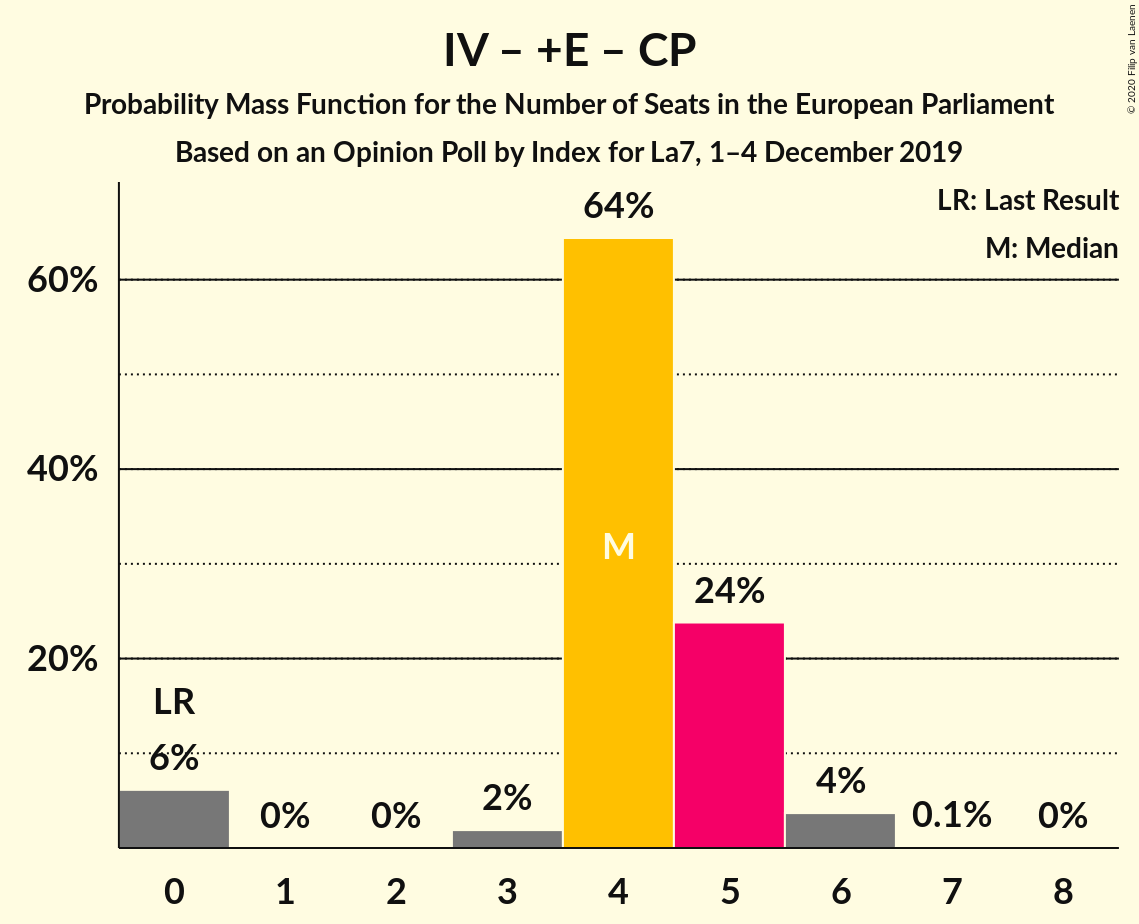 IV – +E – CP
Probability Mass Function for the Number of Seats in the European Parliament
Based on an Opinion Poll by Index for La7, 1–4 December 2019
© 2020 Filip van Laenen
LR: Last Result
M: Median
64%
60%
40%
M
24%
20%
LR
6%
0%
0%
2%
4%
0.1%
0%
0 1 2 3 4 5 6 7 8